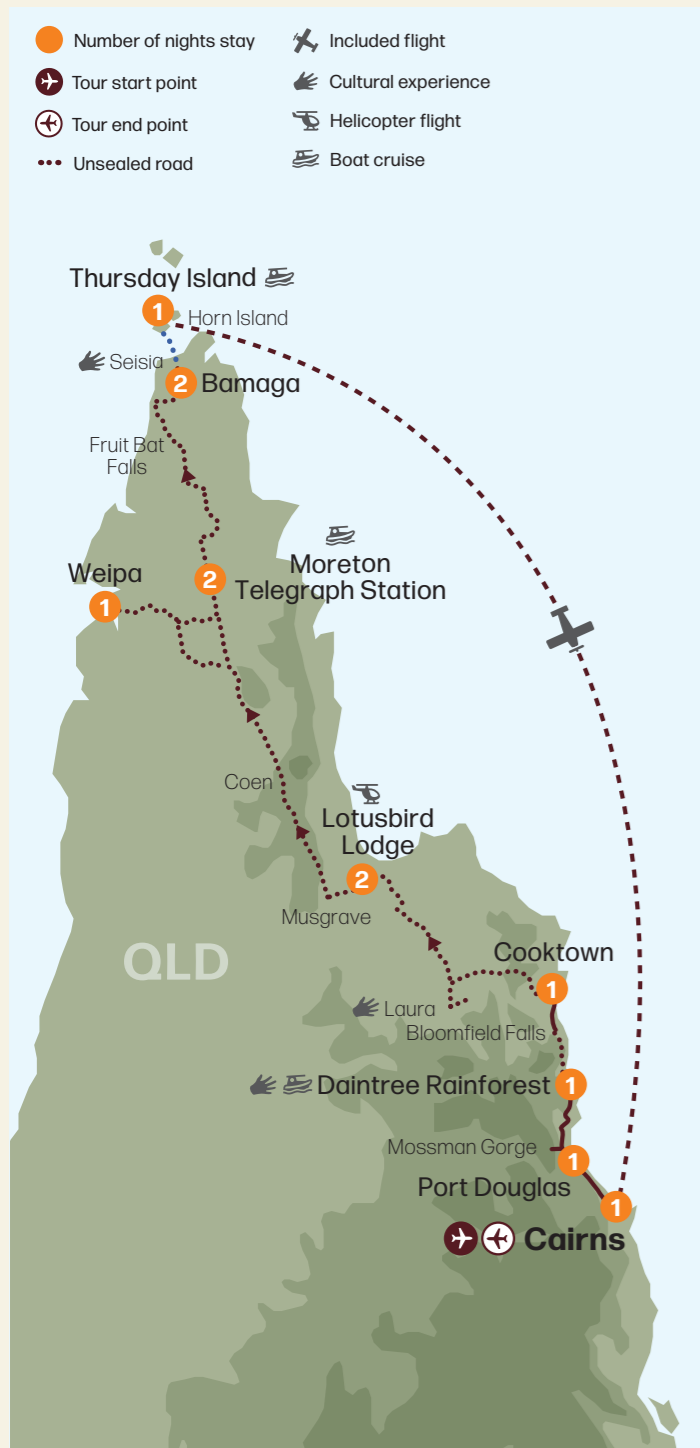 Number of nights stay
Tour start point
Tour end point
Unsealed road
Included flight
Cultural experience
Helicopter flight
Boat cruise
Thursday Island
1
Horn Island
Seisia
2
Bamaga
Fruit Bat
Falls
Weipa
1
2
Moreton
Telegraph Station
Coen
Lotusbird
Lodge
2
Musgrave
QLD
Cooktown
1
Laura
Bloomfield Falls
Daintree Rainforest
1
Mossman Gorge
1
Port Douglas
1
Cairns